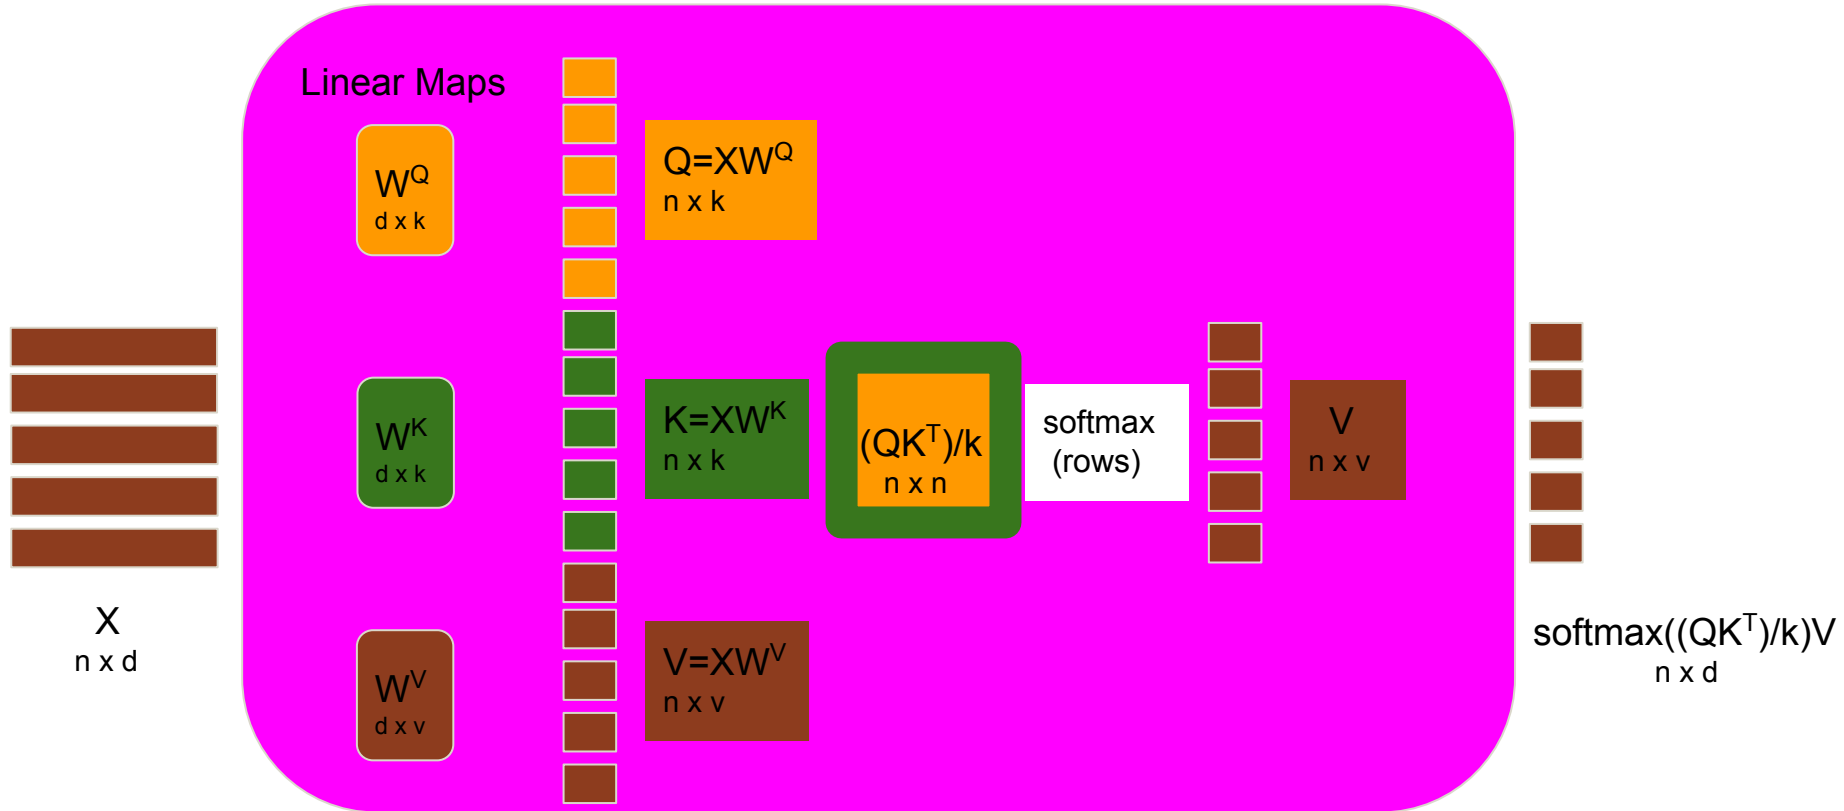 Linear Maps
W^Q
d x k
Q=XW^Q
n x k
W^K
d x k
K=XW^K
n x k
(QK^T)/k
n x n
softmax
(rows)
V
n x v
X
n x d
W^V
d x v
V=XW^V
n x v
softmax((QK^T)/k)V
n x d